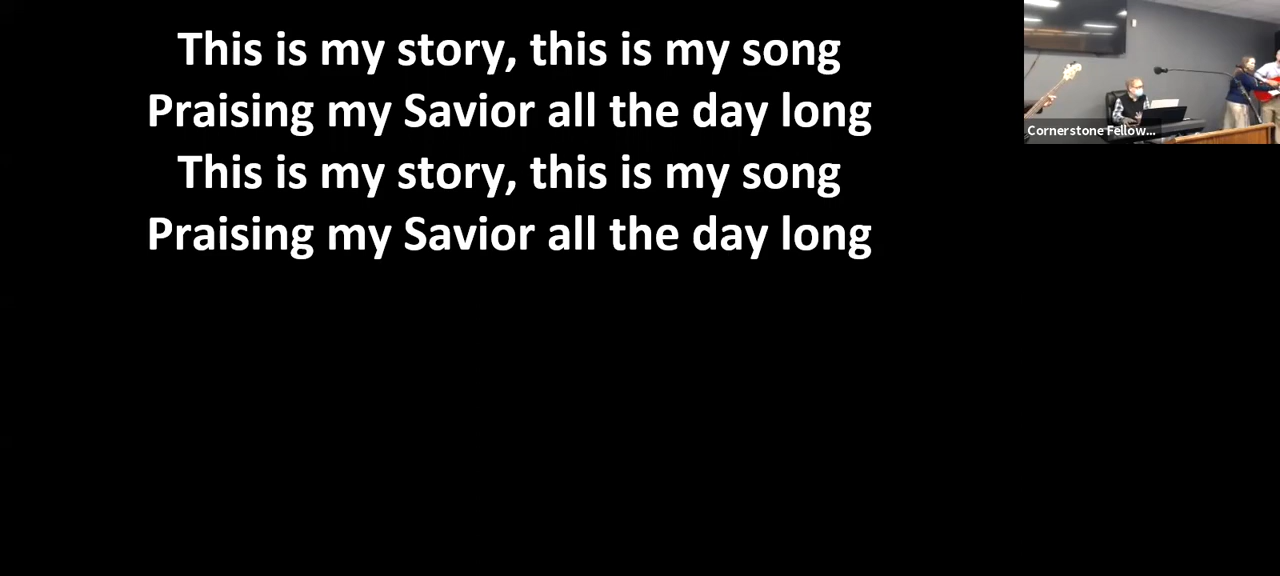 This is my story, this is my song
Praising my Savior all the day long
This is my story, this is my song
Praising my Savior all the day long
Cornerstone Fellow...